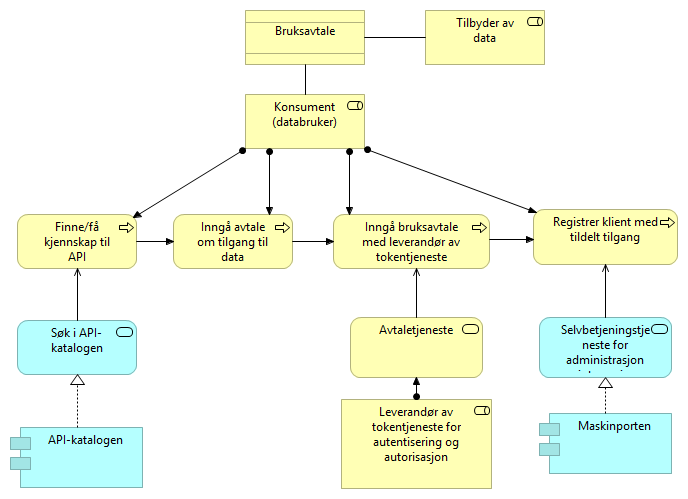 Bruksavtale
Tilbyder av
data
Konsument
(databruker)
Finne/få
kjennskap til
API
Inngå avtale
om tilgang til
data
Inngå bruksavtale
med leverandør av
tokentjeneste
Registrer klient med
tildelt tilgang
Søk i API-
katalogen
Avtaletjeneste
Selvbetjeningstje
neste for
administrasjon
API-katalogen
Leverandør av
tokentjeneste for
autentisering og
autorisasjon
Maskinporten